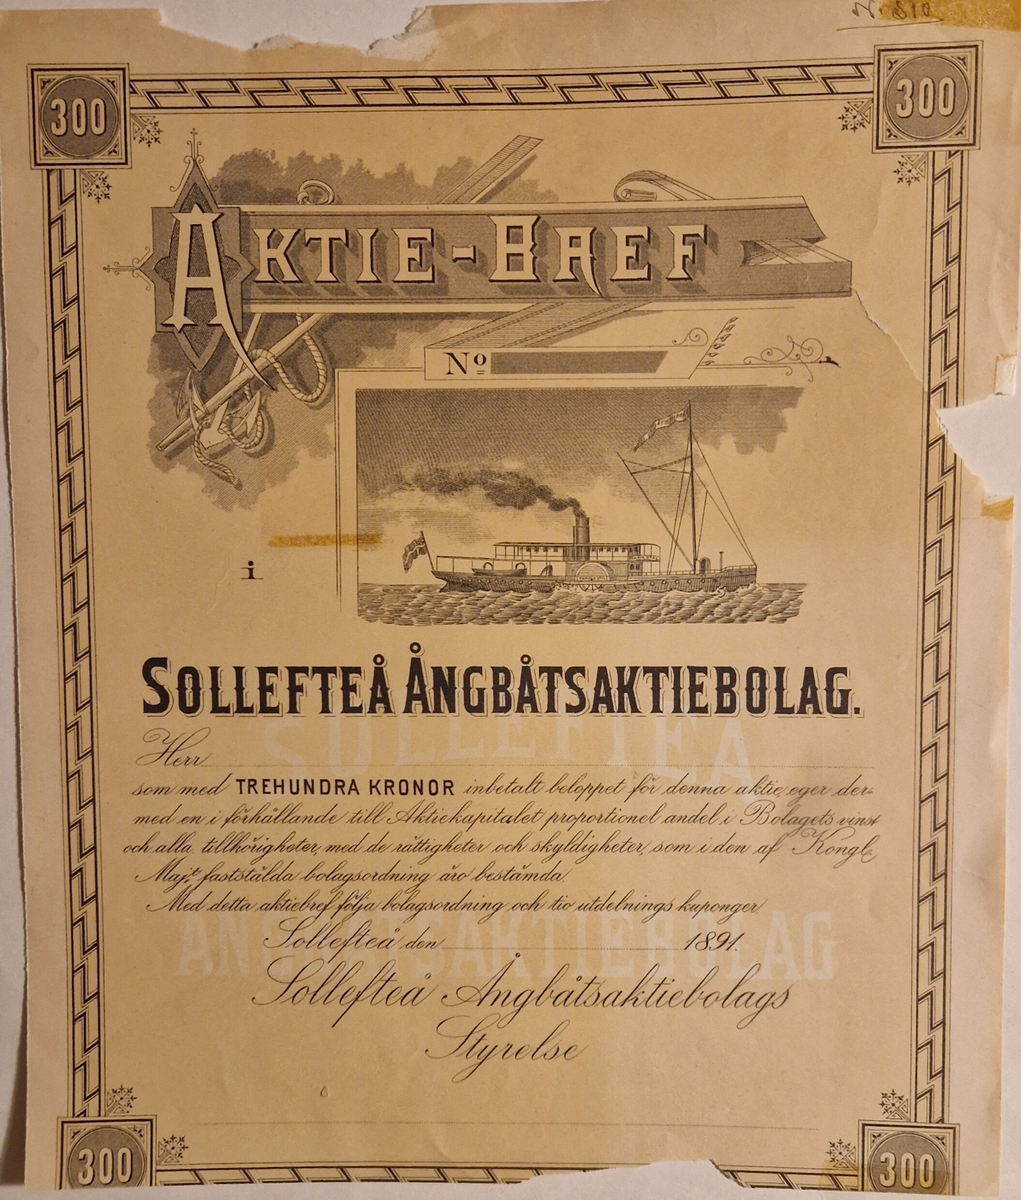 300
300
AKTIE-BREF
No
i
SOLLEFTEÅ ÅNGBÅTSAKTIEBOLAG.
SOLLEFTEÅ
Herr
som med TREHUNDRA KRONOR inbetalt beloppet för denna aktie, eger der-
med en i förhållande till Aktiekapitalet proportionel andel i Bolagets vinst
och alla tillhörigheter, med de rättigheter och skyldigheter, som i den af Kongl.
Majt. faststälda bolagsordning äro bestämda.
Med detta aktiebref följa bolagsordning och tio utdelnings kuponger.
ÅNGBÅTSAKTIEBOLAG
Sollefteå den 1891.
Sollefteå Ångbåtsaktiebolags
Styrelse
300
300